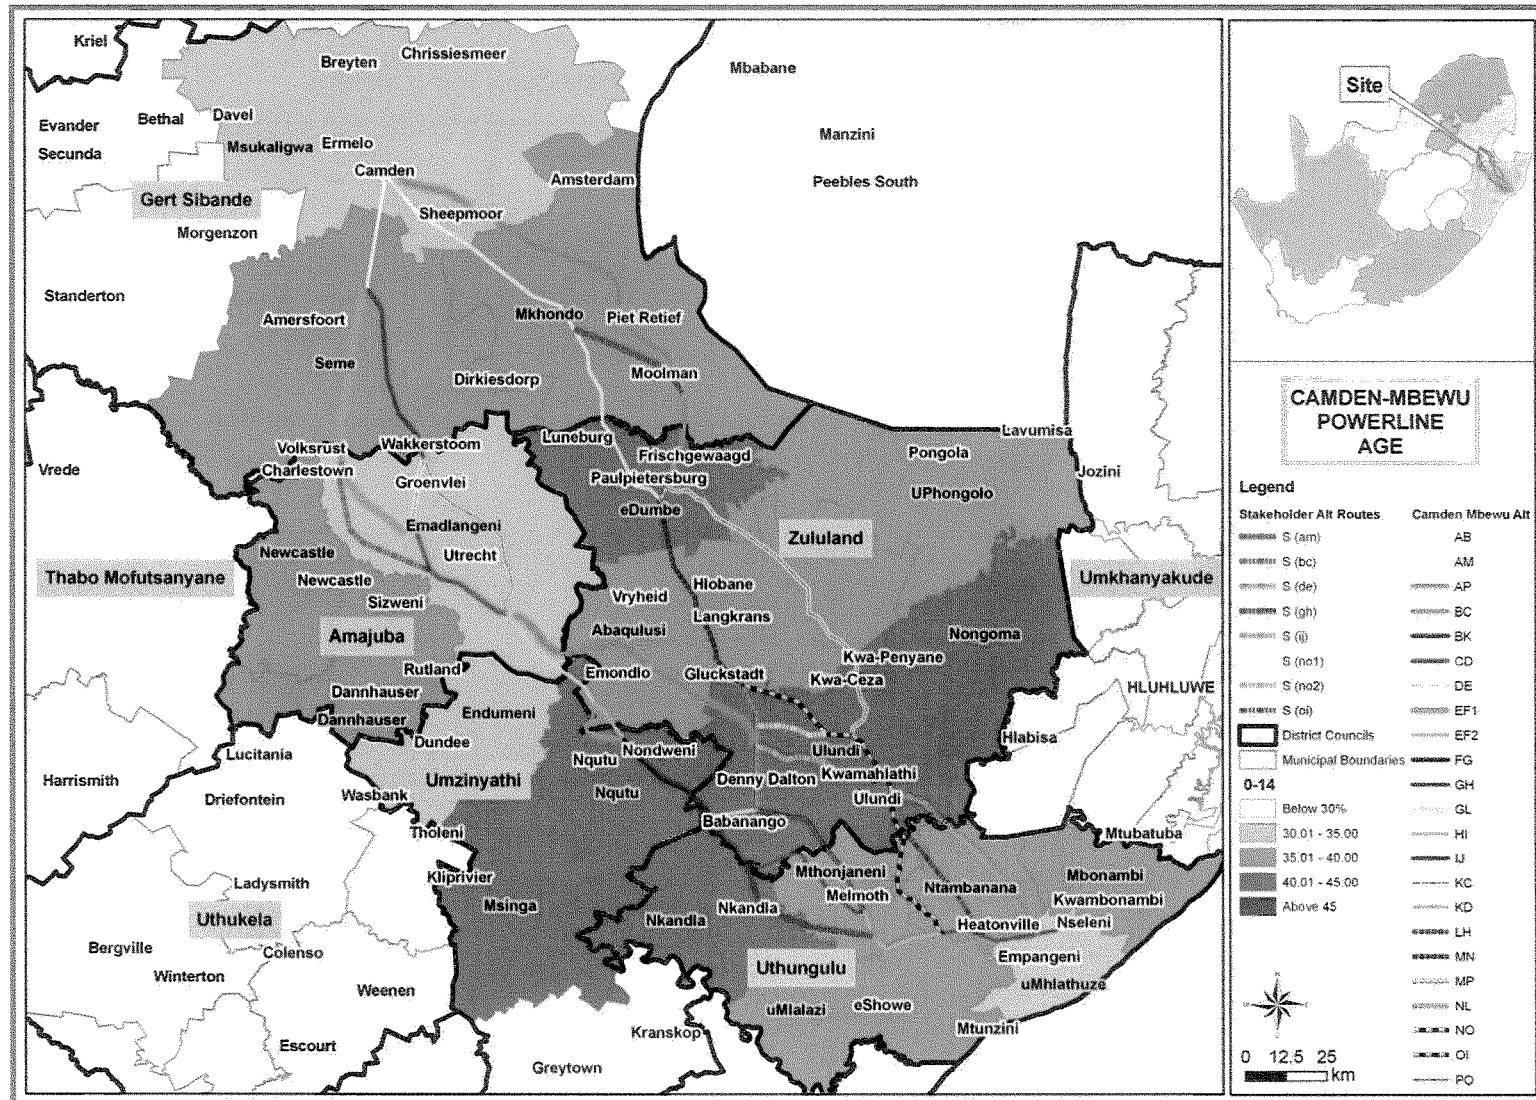 Kriel
Breyten
Chrissiesmeer
Mbabane
Evander
Bethal
Davel
Secunda
Msukaligwa
Ermelo
Manzini
Camden
Amsterdam
Peebles South
Gert Sibande
Sheepmoor
Morgenzon
Standerton
Amersfoort
Mkhondo
Piet Retief
Seme
Dirkiesdorp
Moolman
Vrede
Volksrust
Wakkerstoom
Luneburg
Lavumisa
Charlestown
Groenvlei
Frischgewaagd
Pongola
Jozini
Paulpietersburg
UPhongolo
eDumbe
Emadlangeni
Zululand
Newcastle
Utrecht
Thabo Mofutsanyane
Newcastle
Sizweni
Hlobane
Umkhanyakude
Vryheid
Langkrans
Amajuba
Abaqulusi
Nongoma
Rutland
Emondlo
Gluckstadt
Kwa-Penyane
Kwa-Ceza
HLUHLUWE
Dannhauser
Dannhauser
Endumeni
Hlabisa
Lucitania
Dundee
Nqutu
Nondweni
Ulundi
Harrismith
Umzinyathi
Denny Dalton
Kwamahlathi
Driefontein
Wasbank
Nqutu
Ulundi
Tholeni
Babanango
Mtubatuba
Ladysmith
Kliprivier
Mthonjaneni
Mbonambi
Uthukela
Msinga
Nkandla
Nkandla
Melmoth
Ntambanana
Kwambonambi
Bergville
Colenso
Heatonville
Nseleni
Winterton
Weenen
Uthungulu
Empangeni
uMhlathuze
uMlalazi
eShowe
Mtunzini
Escourt
Kranskop
Greytown
Site
CAMDEN-MBEWU
POWERLINE
AGE
Legend
Stakeholder Alt Routes
S (am)
S (bc)
S (de)
S (gh)
S (ij)
S (no1)
S (no2)
S (oi)
District Councils
Municipal Boundaries
0-14
Below 30%
30.01 - 35.00
35.01 - 40.00
40.01 - 45.00
Above 45
Camden Mbewu Alt
AB
AM
AP
BC
BK
CD
DE
EF1
EF2
FG
GH
GL
HI
IJ
KC
KD
LH
MN
MP
NL
NO
OI
PO
0 12.5 25
km